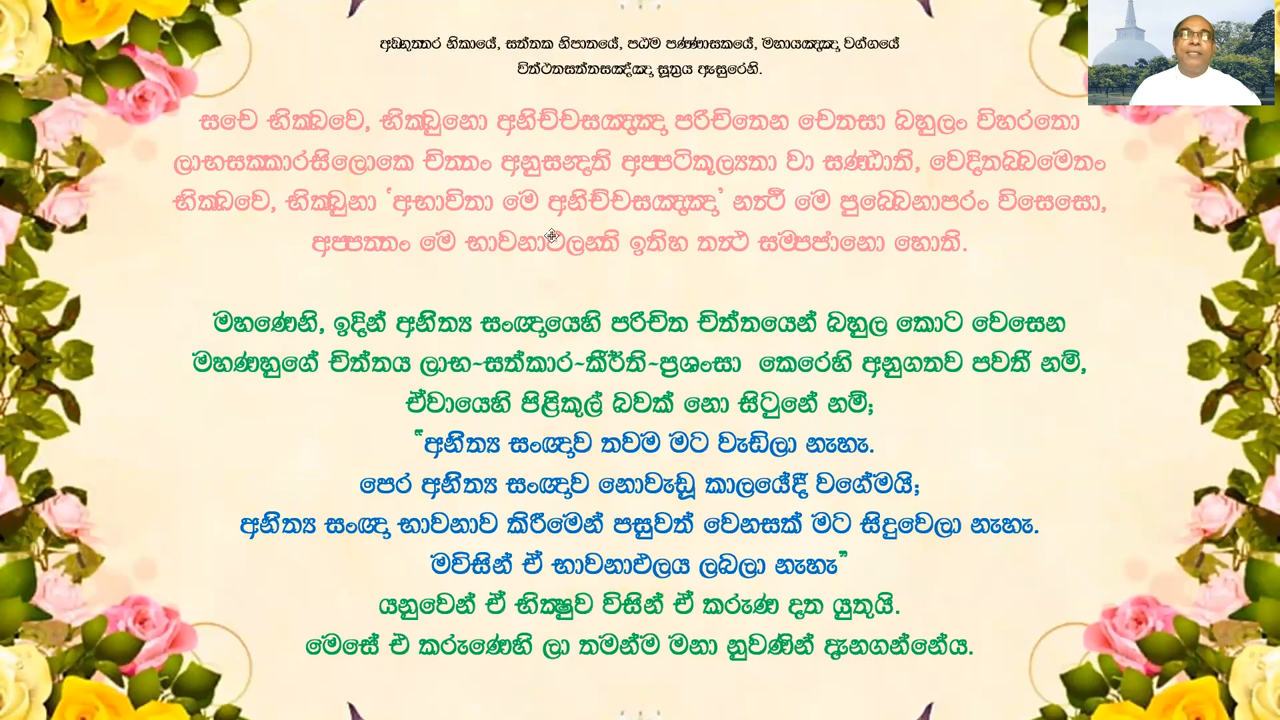 අඞ්ගුත්තර නිකායේ, සත්තක නිපාතයේ, පඨම පණ්ණාසකයේ, මහායඤ්ඤ වග්ගයේ
විත්ථතසත්තසඤ්ඤා සූත්‍රය ඇසුරෙනි.
සචෙ භික්ඛවෙ, භික්ඛුනො අනිච්චසඤ්ඤා පරිචිතෙන චෙතසා බහුලං විහරතො
ලාභසක්කාරසිලොකෙ චිත්තං අනුසන්දති අප්පටිකූල්‍යතා වා සණ්ඨාති, වෙදිතබ්බමෙතං
භික්ඛවෙ, භික්ඛුනා ‘අභාවිතා මෙ අනිච්චසඤ්ඤා’ නත්ථි මෙ පුබ්බෙනාපරං විසෙසො,
අප්පත්තං මෙ භාවනාඵලන්ති ඉතිහ තත්ථ සම්පජානො හොති.
මහණෙනි, ඉදින් අනිත්‍ය සංඥායෙහි පරිචිත චිත්තයෙන් බහුල කොට වෙසෙන
මහණහුගේ චිත්තය ලාභ~සත්කාර~කීර්ති~ප්‍රශංසා කෙරෙහි අනුගතව පවතී නම්,
ඒවායෙහි පිළිකුල් බවක් නො සිටුනේ නම්;
“අනිත්‍ය සංඥාව තවම මට වැඩිලා නැහැ.
පෙර අනිත්‍ය සංඥාව නොවැඩූ කාලයේදී වගේමයි;
අනිත්‍ය සංඥා භාවනාව කිරීමෙන් පසුවත් වෙනසක් මට සිදුවෙලා නැහැ.
මවිසින් ඒ භාවනාඵලය ලබලා නැහැ”
යනුවෙන් ඒ භික්‍ෂුව විසින් ඒ කරුණ දත යුතුයි.
මෙසේ එ කරුණෙහි ලා තමන්ම මනා නුවණින් දැනගන්නේය.